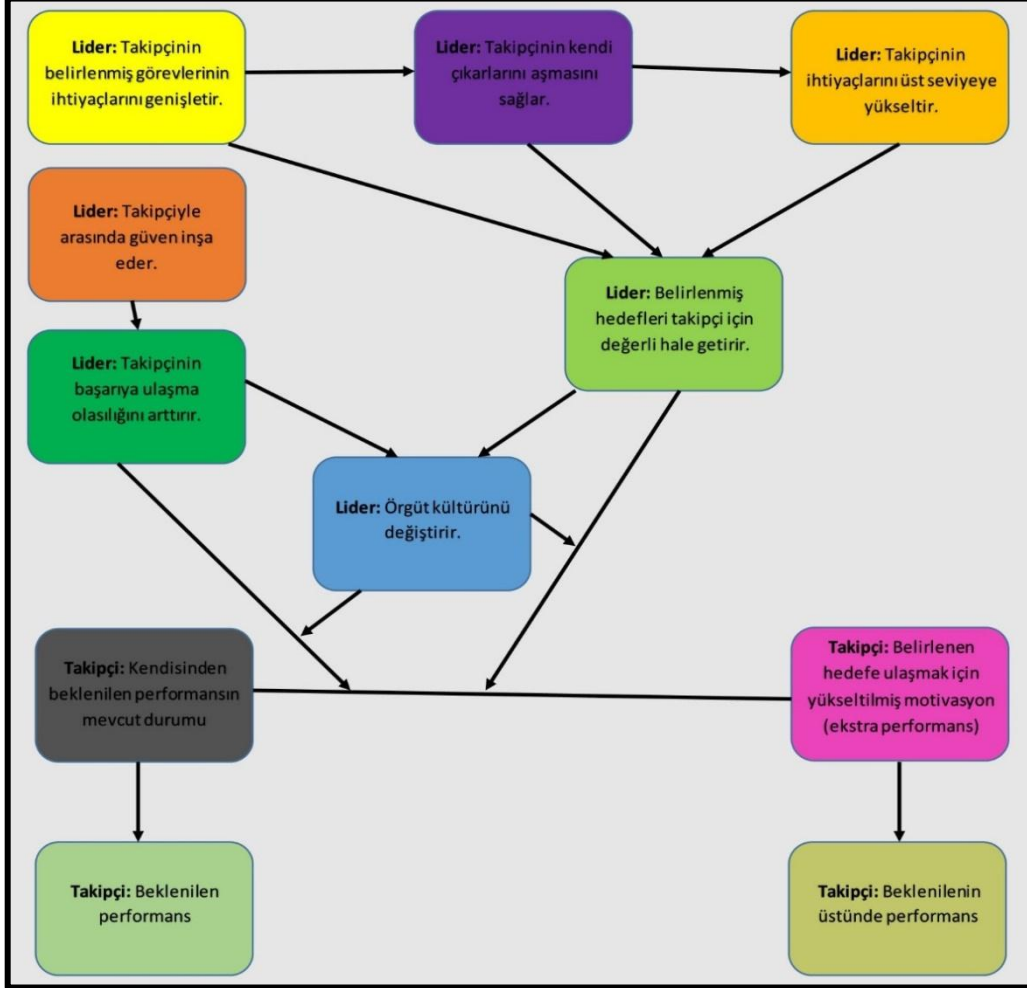 Lider: Takipçinin
belirlenmiş görevlerinin
ihtiyaçlarını genişletir.
Lider: Takipçinin kendi
çıkarlarını aşmasını
sağlar.
Lider: Takipçinin
ihtiyaçlarını üst seviyeye
yükseltir.
Lider: Takipçiyle
arasında güven inşa
eder.
Lider: Belirlenmiş
hedefleri takipçi için
değerli hale getirir.
Lider: Takipçinin
başarıya ulaşma
olasılığını arttırır.
Lider: Örgüt kültürünü
değiştirir.
Takipçi: Kendisinden
beklenilen performansın
mevcut durumu
Takipçi: Belirlenen
hedefe ulaşmak için
yükseltilmiş motivasyon
(ekstra performans)
Takipçi: Beklenilen
performans
Takipçi: Beklenilenin
üstünde performans